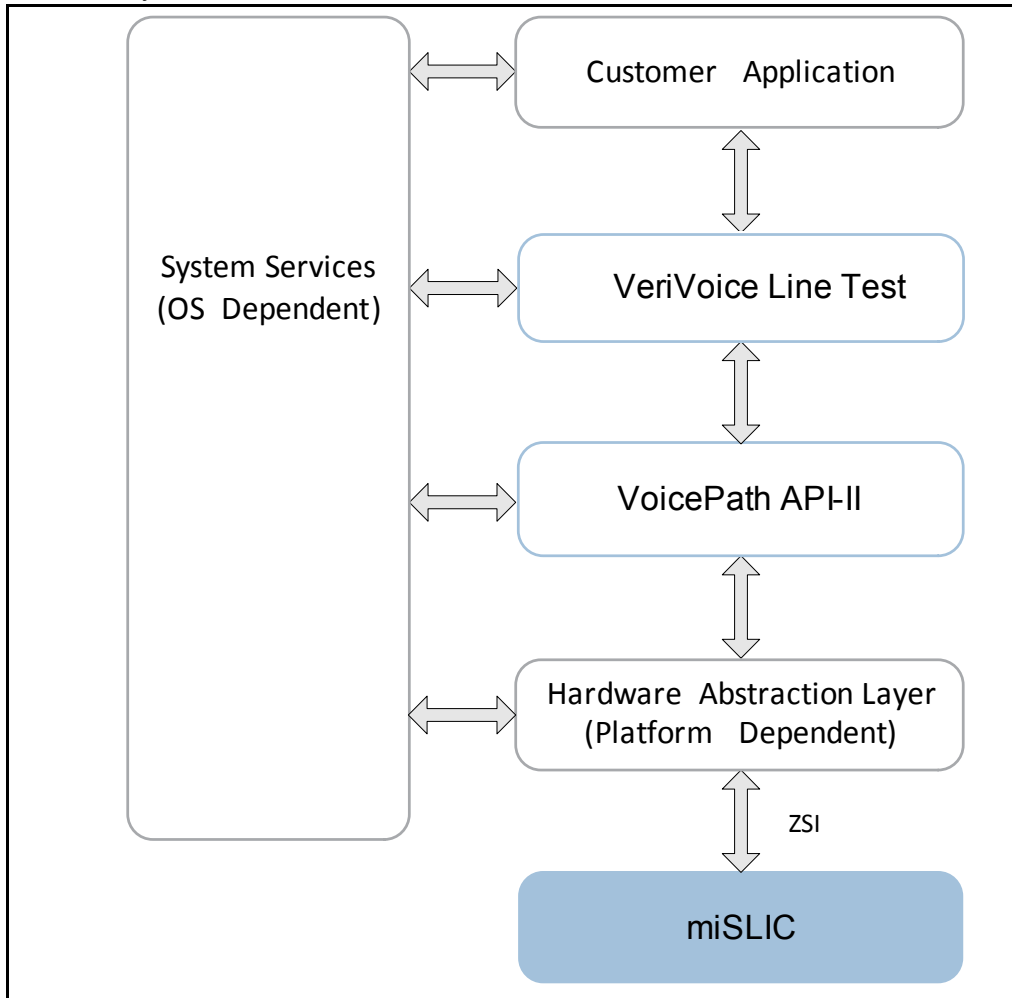 Customer Application
System Services
(OS Dependent)
VeriVoice Line Test
VoicePath API-II
Hardware Abstraction Layer
(Platform Dependent)
ZSI
miSLIC